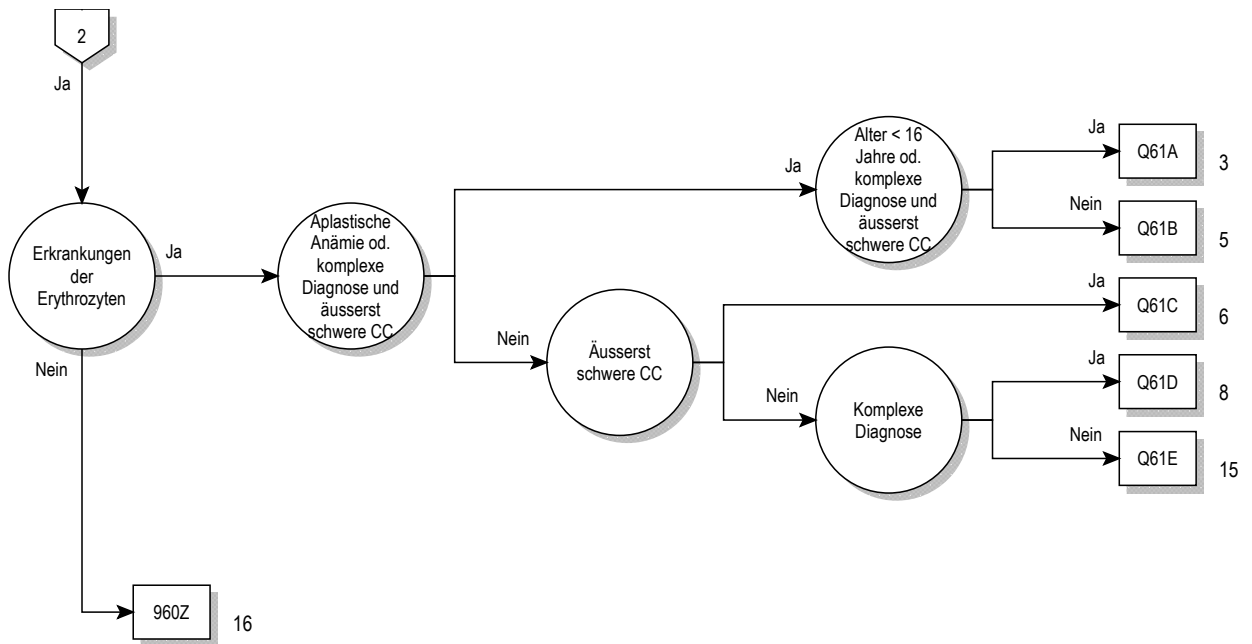 2
Ja
Erkrankungen
der
Erythrozyten
Ja
Nein
960Z
16
Aplastische
Anämie od.
komplexe
Diagnose und
äusserst
schwere CC
Ja
Nein
Alter < 16
Jahre od.
komplexe
Diagnose und
äusserst
schwere CC
Ja
Q61A
3
Nein
Q61B
5
Äusserst
schwere CC
Ja
Q61C
6
Nein
Komplexe
Diagnose
Ja
Q61D
8
Nein
Q61E
15